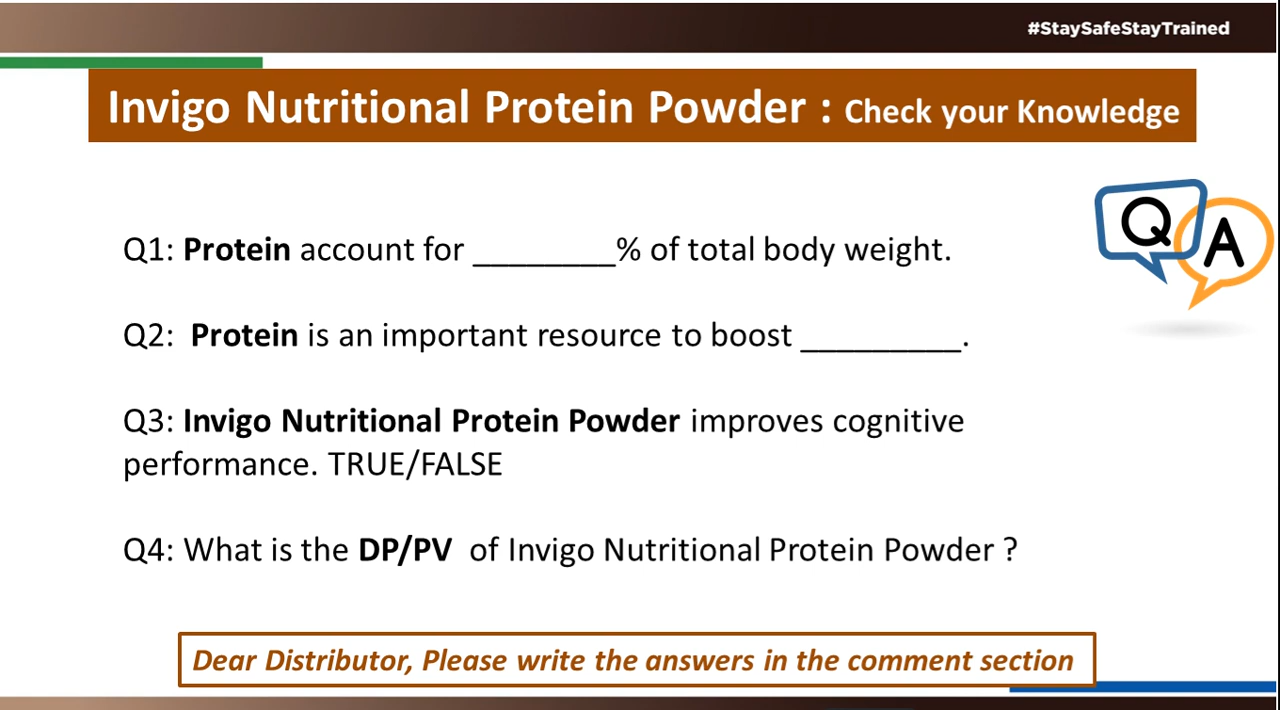 #StaySafeStayTrained
Invigo Nutritional Protein Powder : Check your Knowledge
Q A
Q1: Protein account for ________% of total body weight.
Q2: Protein is an important resource to boost _________.
Q3: Invigo Nutritional Protein Powder improves cognitive
performance. TRUE/FALSE
Q4: What is the DP/PV of Invigo Nutritional Protein Powder ?
Dear Distributor, Please write the answers in the comment section